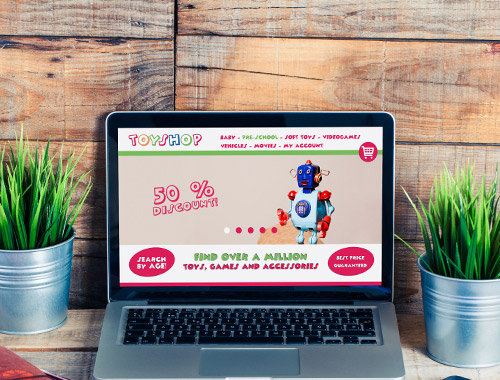 TOYSHOP
BABY - PRE-SCHOOL - SOFT TOYS - VIDEOGAMES
VEHICLES - MOVIES - MY ACCOUNT
50 %
DISCOUNT!
SEARCH
BY AGE!
FIND OVER A MILLION
TOYS, GAMES AND ACCESSORIES
BEST PRICE
GUARANTEED